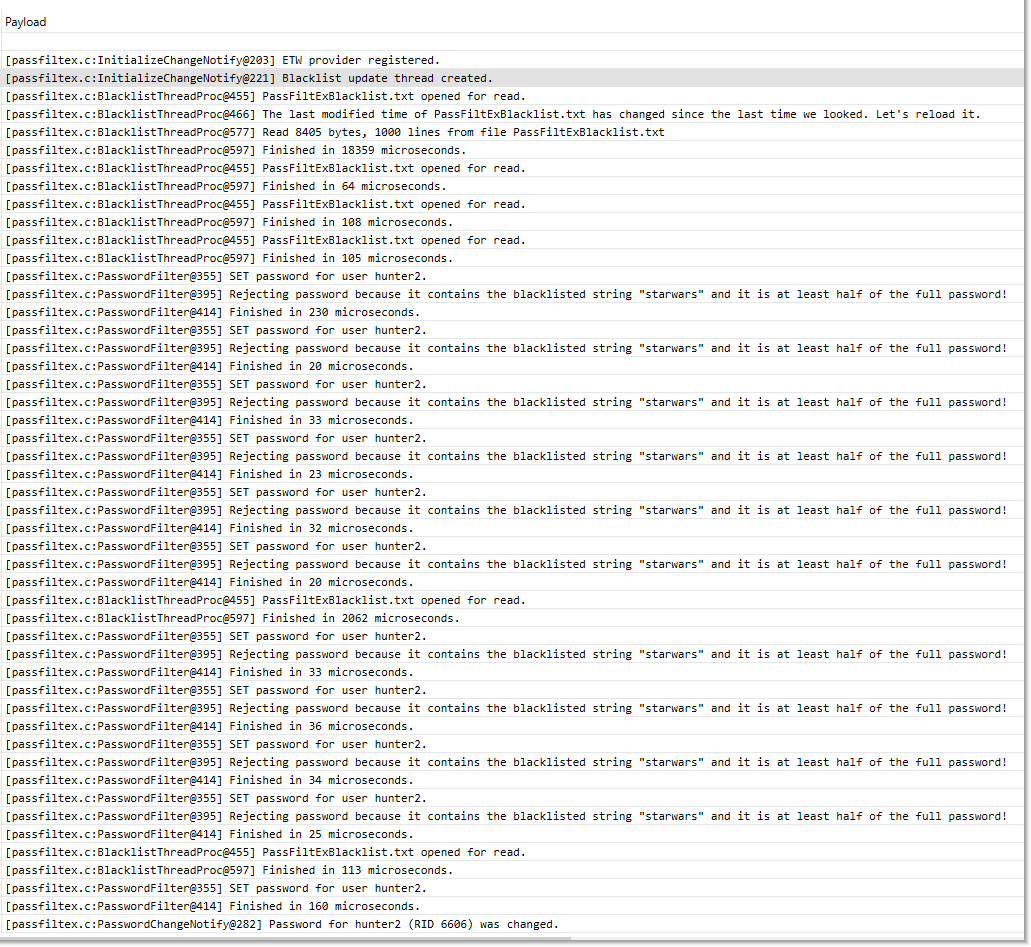 Payload
[passfiltex.c:InitializeChangeNotify@203] ETW provider registered.
[passfiltex.c:InitializeChangeNotify@221] Blacklist update thread created.
[passfiltex.c:BlacklistThreadProc@455] PassFiltExBlacklist.txt opened for read.
[passfiltex.c:BlacklistThreadProc@466] The last modified time of PassFiltExBlacklist.txt has changed since the last time we looked. Let's reload it.
[passfiltex.c:BlacklistThreadProc@577] Read 8405 bytes, 1000 lines from file PassFiltExBlacklist.txt
[passfiltex.c:BlacklistThreadProc@597] Finished in 18359 microseconds.
[passfiltex.c:BlacklistThreadProc@455] PassFiltExBlacklist.txt opened for read.
[passfiltex.c:BlacklistThreadProc@597] Finished in 64 microseconds.
[passfiltex.c:BlacklistThreadProc@455] PassFiltExBlacklist.txt opened for read.
[passfiltex.c:BlacklistThreadProc@597] Finished in 108 microseconds.
[passfiltex.c:BlacklistThreadProc@455] PassFiltExBlacklist.txt opened for read.
[passfiltex.c:BlacklistThreadProc@597] Finished in 105 microseconds.
[passfiltex.c:PasswordFilter@355] SET password for user hunter2.
[passfiltex.c:PasswordFilter@395] Rejecting password because it contains the blacklisted string "starwars" and it is at least half of the full password!
[passfiltex.c:PasswordFilter@414] Finished in 230 microseconds.
[passfiltex.c:PasswordFilter@355] SET password for user hunter2.
[passfiltex.c:PasswordFilter@395] Rejecting password because it contains the blacklisted string "starwars" and it is at least half of the full password!
[passfiltex.c:PasswordFilter@414] Finished in 20 microseconds.
[passfiltex.c:PasswordFilter@355] SET password for user hunter2.
[passfiltex.c:PasswordFilter@395] Rejecting password because it contains the blacklisted string "starwars" and it is at least half of the full password!
[passfiltex.c:PasswordFilter@414] Finished in 33 microseconds.
[passfiltex.c:PasswordFilter@355] SET password for user hunter2.
[passfiltex.c:PasswordFilter@395] Rejecting password because it contains the blacklisted string "starwars" and it is at least half of the full password!
[passfiltex.c:PasswordFilter@414] Finished in 23 microseconds.
[passfiltex.c:PasswordFilter@355] SET password for user hunter2.
[passfiltex.c:PasswordFilter@395] Rejecting password because it contains the blacklisted string "starwars" and it is at least half of the full password!
[passfiltex.c:PasswordFilter@414] Finished in 32 microseconds.
[passfiltex.c:PasswordFilter@355] SET password for user hunter2.
[passfiltex.c:PasswordFilter@395] Rejecting password because it contains the blacklisted string "starwars" and it is at least half of the full password!
[passfiltex.c:PasswordFilter@414] Finished in 20 microseconds.
[passfiltex.c:BlacklistThreadProc@455] PassFiltExBlacklist.txt opened for read.
[passfiltex.c:BlacklistThreadProc@597] Finished in 2062 microseconds.
[passfiltex.c:PasswordFilter@355] SET password for user hunter2.
[passfiltex.c:PasswordFilter@395] Rejecting password because it contains the blacklisted string "starwars" and it is at least half of the full password!
[passfiltex.c:PasswordFilter@414] Finished in 33 microseconds.
[passfiltex.c:PasswordFilter@355] SET password for user hunter2.
[passfiltex.c:PasswordFilter@395] Rejecting password because it contains the blacklisted string "starwars" and it is at least half of the full password!
[passfiltex.c:PasswordFilter@414] Finished in 36 microseconds.
[passfiltex.c:PasswordFilter@355] SET password for user hunter2.
[passfiltex.c:PasswordFilter@395] Rejecting password because it contains the blacklisted string "starwars" and it is at least half of the full password!
[passfiltex.c:PasswordFilter@414] Finished in 34 microseconds.
[passfiltex.c:PasswordFilter@355] SET password for user hunter2.
[passfiltex.c:PasswordFilter@395] Rejecting password because it contains the blacklisted string "starwars" and it is at least half of the full password!
[passfiltex.c:PasswordFilter@414] Finished in 25 microseconds.
[passfiltex.c:BlacklistThreadProc@455] PassFiltExBlacklist.txt opened for read.
[passfiltex.c:BlacklistThreadProc@597] Finished in 113 microseconds.
[passfiltex.c:PasswordFilter@355] SET password for user hunter2.
[passfiltex.c:PasswordFilter@414] Finished in 160 microseconds.
[passfiltex.c:PasswordChangeNotify@282] Password for hunter2 (RID 6606) was changed.